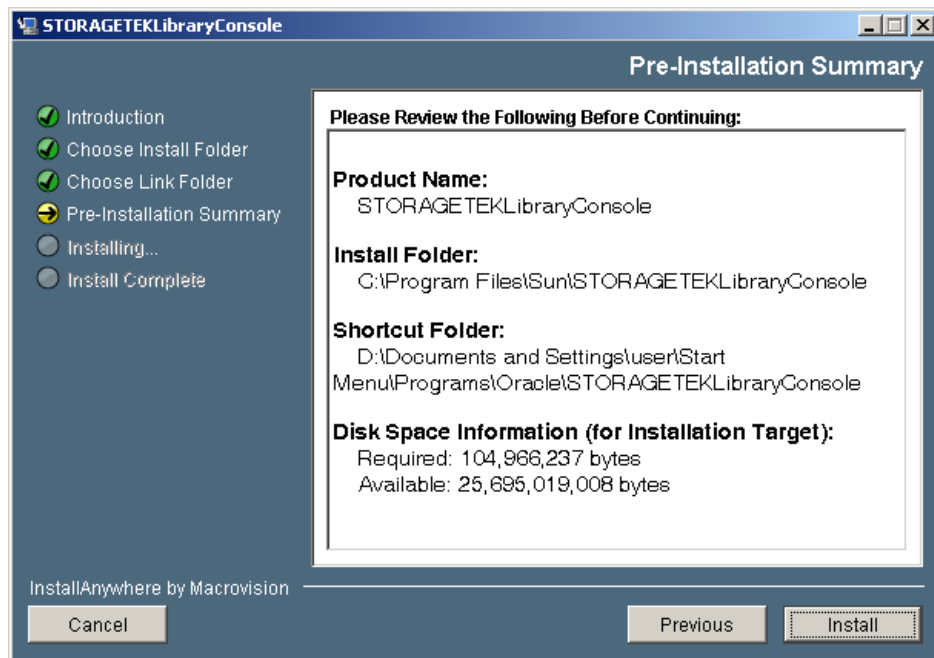 STORAGETEKLibraryConsole
Pre-Installation Summary
Introduction
Choose Install Folder
Choose Link Folder
Pre-Installation Summary
Installing...
Install Complete
Please Review the Following Before Continuing:
Product Name:
STORAGETEKLibraryConsole
Install Folder:
C:\Program Files\Sun\STORAGETEKLibraryConsole
Shortcut Folder:
D:\Documents and Settings\user\Start
Menu\Programs\Oracle\STORAGETEKLibraryConsole
Disk Space Information (for Installation Target):
Required: 104,966,237 bytes
Available: 25,695,019,008 bytes
InstallAnywhere by Macrovision
Cancel
Previous
Install